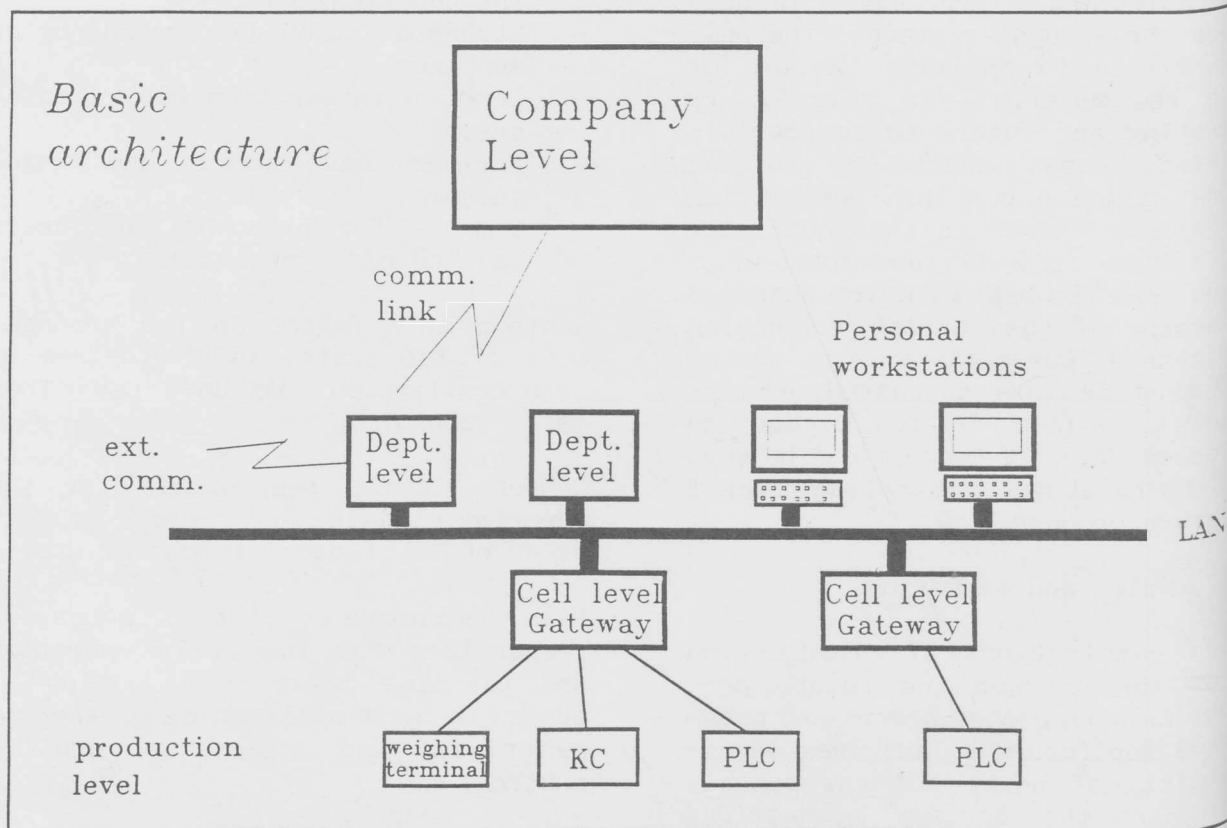 Basic
architecture
Company
Level
comm.
link
Personal
workstations
ext.
comm.
Dept.
level
Dept.
level
LAN
Cell level
Gateway
Cell level
Gateway
production
level
weighing
terminal
KC
PLC
PLC